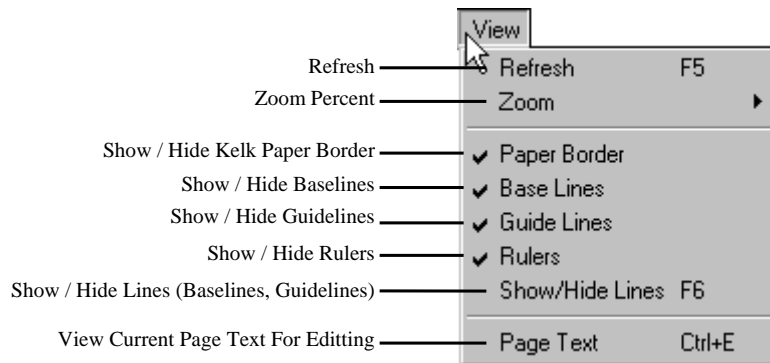 View
Refresh Refresh F5
Zoom Percent Zoom
Show / Hide Kelk Paper Border Paper Border
Show / Hide Baselines Base Lines
Show / Hide Guidelines Guide Lines
Show / Hide Rulers Rulers
Show / Hide Lines (Baselines, Guidelines) Show/Hide Lines F6
View Current Page Text For Editting Page Text Ctrl+E